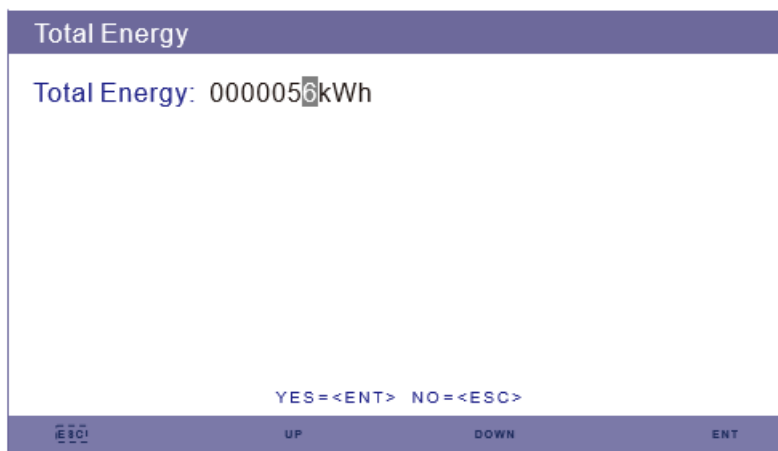 Total Energy
Total Energy: 0000056kWh
YES=<ENT> NO=<ESC>
ESC UP DOWN ENT